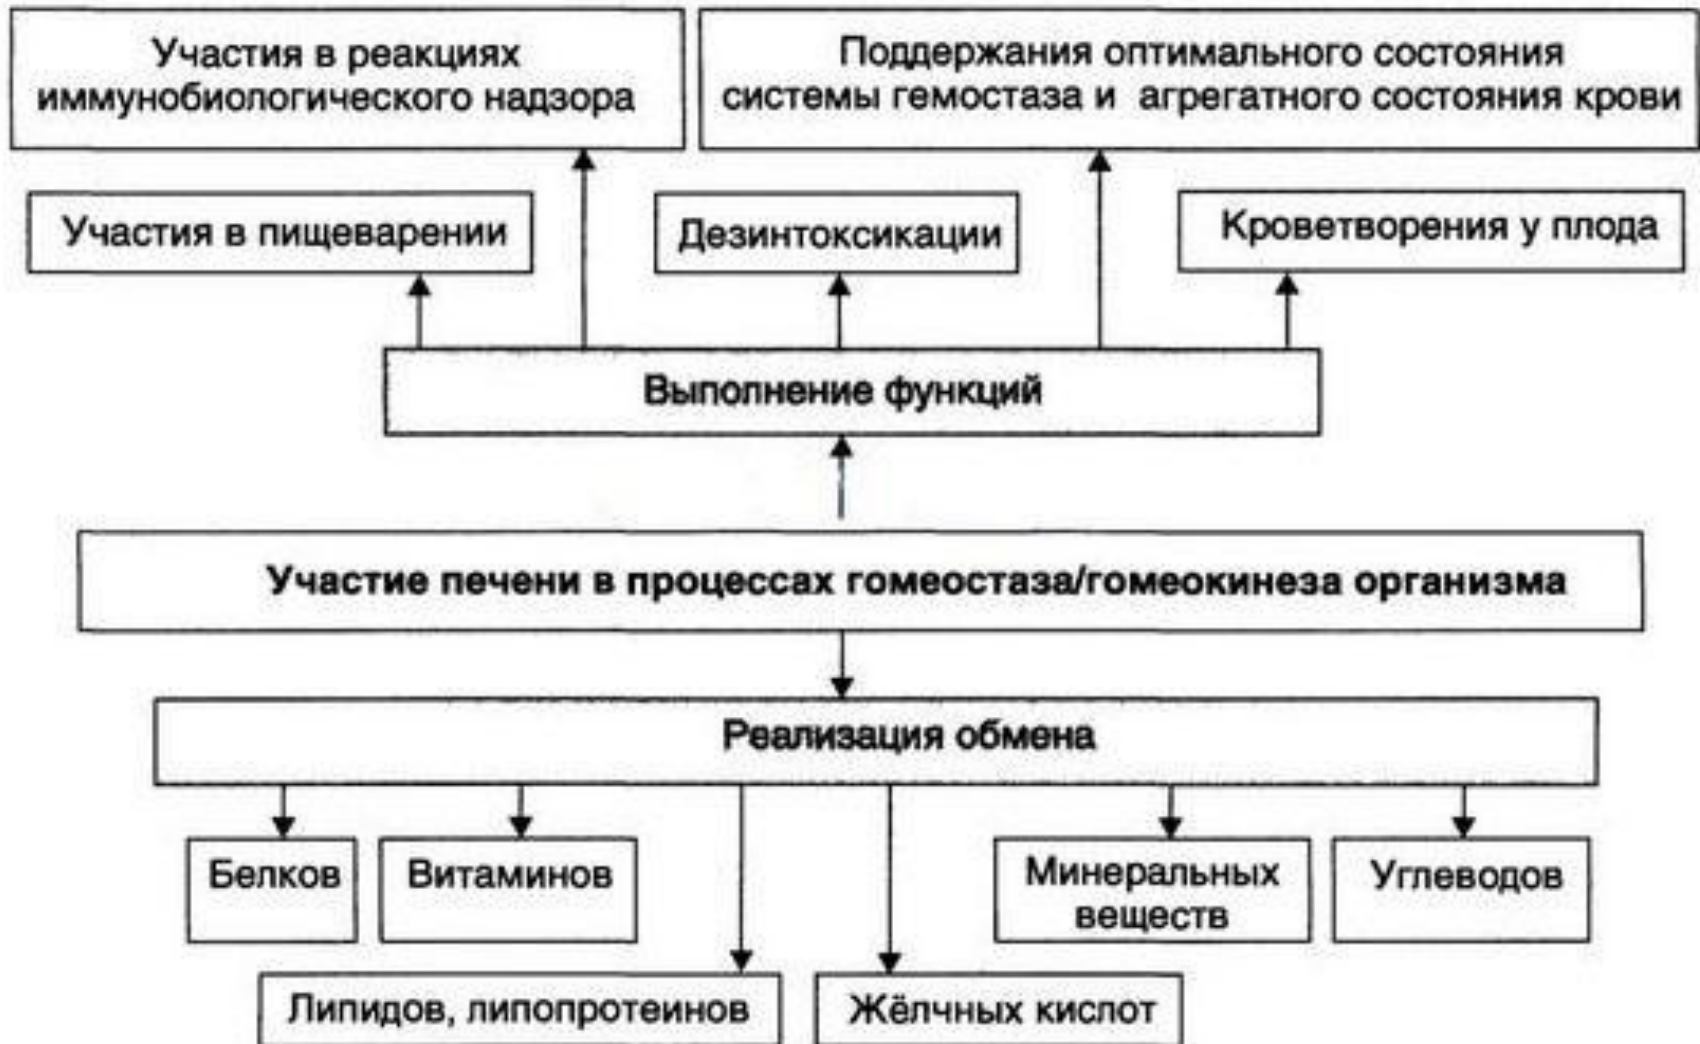 Участия в реакциях
иммунобиологического надзора
Поддержания оптимального состояния
системы гемостаза и агрегатного состояния крови
Участия в пищеварении
Дезинтоксикации
Кроветворения у плода
Выполнение функций
Участие печени в процессах гомеостаза/гомеокинеза организма
Реализация обмена
Белков
Витаминов
Минеральных
веществ
Углеводов
Липидов, липопротеинов
Жёлчных кислот